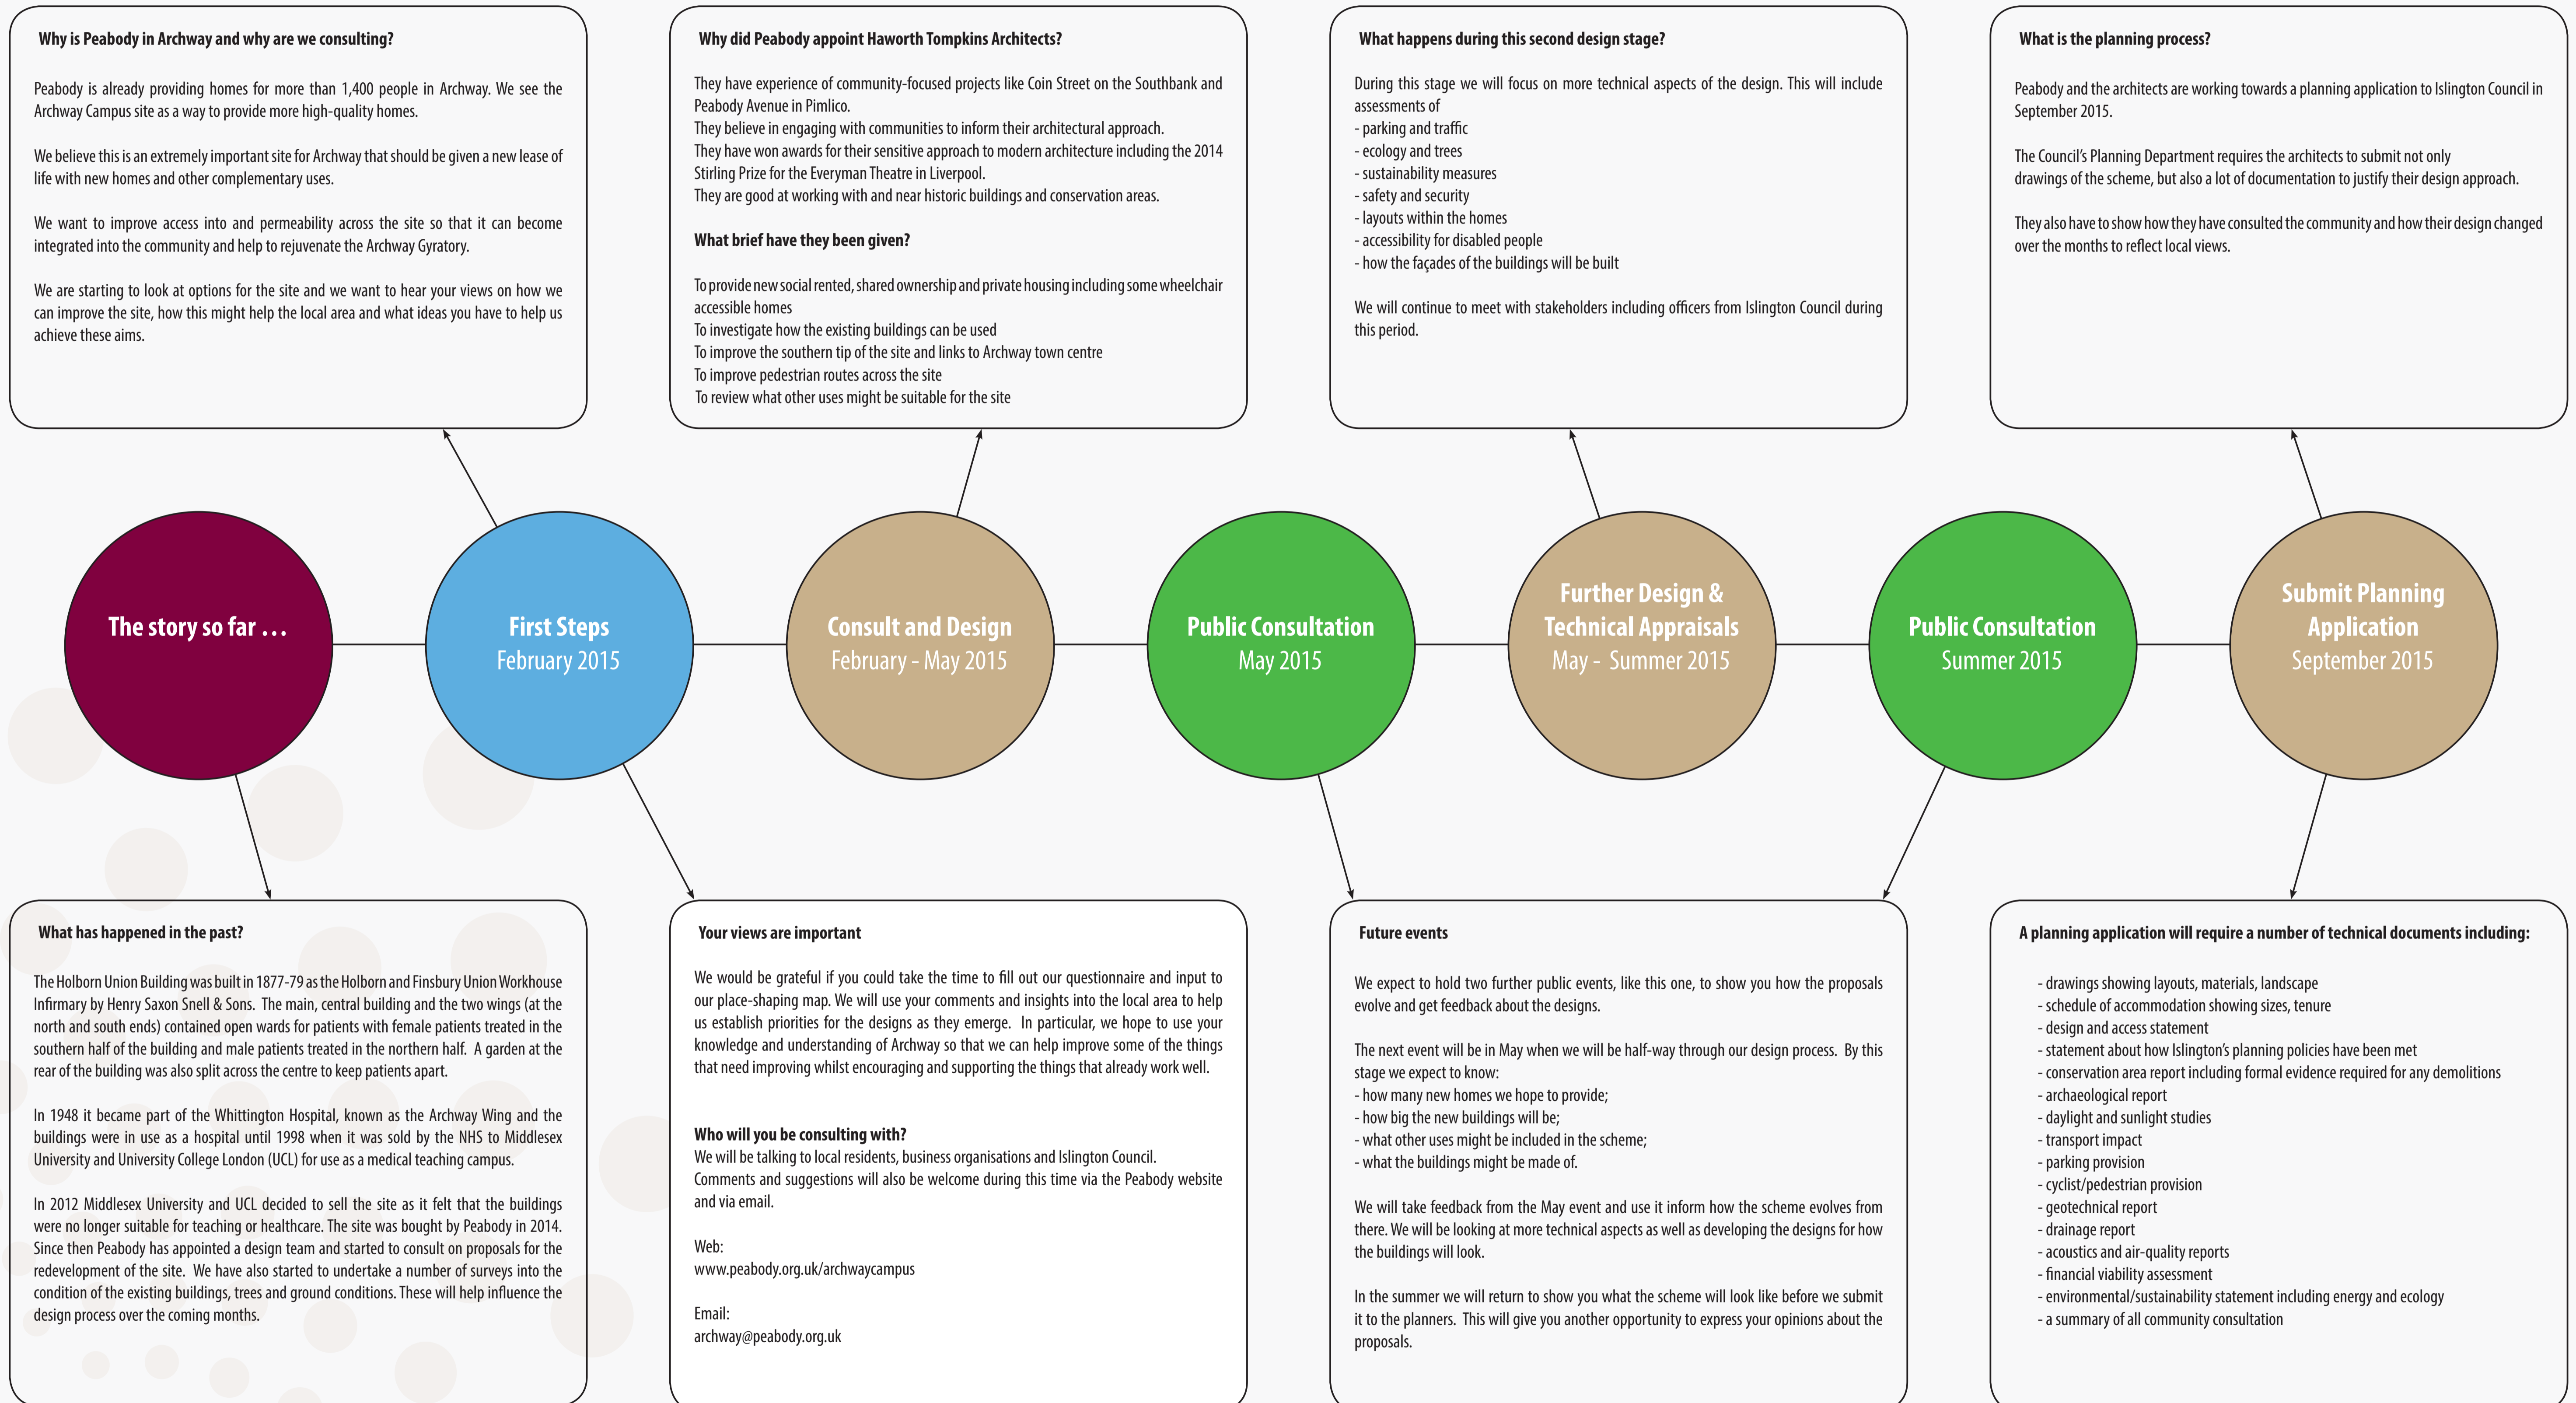 Why is Peabody in Archway and why are we consulting?
Peabody is already providing homes for more than 1,400 people in Archway. We see the
Archway Campus site as a way to provide more high-quality homes.
We believe this is an extremely important site for Archway that should be given a new lease of
life with new homes and other complementary uses.
We want to improve access into and permeability across the site so that it can become
integrated into the community and help to rejuvenate the Archway Gyratory.
We are starting to look at options for the site and we want to hear your views on how we
can improve the site, how this might help the local area and what ideas you have to help us
achieve these aims.
Why did Peabody appoint Haworth Tompkins Architects?
They have experience of community-focused projects like Coin Street on the Southbank and
Peabody Avenue in Pimlico.
They believe in engaging with communities to inform their architectural approach.
They have won awards for their sensitive approach to modern architecture including the 2014
Stirling Prize for the Everyman Theatre in Liverpool.
They are good at working with and near historic buildings and conservation areas.
What brief have they been given?
To provide new social rented, shared ownership and private housing including some wheelchair
accessible homes
To investigate how the existing buildings can be used
To improve the southern tip of the site and links to Archway town centre
To improve pedestrian routes across the site
To review what other uses might be suitable for the site
What happens during this second design stage?
During this stage we will focus on more technical aspects of the design. This will include
assessments of
- parking and traffic
- ecology and trees
- sustainability measures
- safety and security
- layouts within the homes
- accessibility for disabled people
- how the façades of the buildings will be built
We will continue to meet with stakeholders including officers from Islington Council during
this period.
What is the planning process?
Peabody and the architects are working towards a planning application to Islington Council in
September 2015.
The Council's Planning Department requires the architects to submit not only
drawings of the scheme, but also a lot of documentation to justify their design approach.
They also have to show how they have consulted the community and how their design changed
over the months to reflect local views.
The story so far ...
First Steps
February 2015
Consult and Design
February - May 2015
Public Consultation
May 2015
Further Design &
Technical Appraisals
May - Summer 2015
Public Consultation
Summer 2015
Submit Planning
Application
September 2015
What has happened in the past?
The Holborn Union Building was built in 1877-79 as the Holborn and Finsbury Union Workhouse
Infirmary by Henry Saxon Snell & Sons. The main, central building and the two wings (at the
north and south ends) contained open wards for patients with female patients treated in the
southern half of the building and male patients treated in the northern half. A garden at the
rear of the building was also split across the centre to keep patients apart.
In 1948 it became part of the Whittington Hospital, known as the Archway Wing and the
buildings were in use as a hospital until 1998 when it was sold by the NHS to Middlesex
University and University College London (UCL) for use as a medical teaching campus.
In 2012 Middlesex University and UCL decided to sell the site as it felt that the buildings
were no longer suitable for teaching or healthcare. The site was bought by Peabody in 2014.
Since then Peabody has appointed a design team and started to consult on proposals for the
redevelopment of the site. We have also started to undertake a number of surveys into the
condition of the existing buildings, trees and ground conditions. These will help influence the
design process over the coming months.
Your views are important
We would be grateful if you could take the time to fill out our questionnaire and input to
our place-shaping map. We will use your comments and insights into the local area to help
us establish priorities for the designs as they emerge. In particular, we hope to use your
knowledge and understanding of Archway so that we can help improve some of the things
that need improving whilst encouraging and supporting the things that already work well.
Who will you be consulting with?
We will be talking to local residents, business organisations and Islington Council.
Comments and suggestions will also be welcome during this time via the Peabody website
and via email.
Web:
www.peabody.org.uk/archwaycampus
Email:
archway@peabody.org.uk
Future events
We expect to hold two further public events, like this one, to show you how the proposals
evolve and get feedback about the designs.
The next event will be in May when we will be half-way through our design process. By this
stage we expect to know:
- how many new homes we hope to provide;
- how big the new buildings will be;
- what other uses might be included in the scheme;
- what the buildings might be made of.
We will take feedback from the May event and use it inform how the scheme evolves from
there. We will be looking at more technical aspects as well as developing the designs for how
the buildings will look.
In the summer we will return to show you what the scheme will look like before we submit
it to the planners. This will give you another opportunity to express your opinions about the
proposals.
A planning application will require a number of technical documents including:
- drawings showing layouts, materials, landscape
- schedule of accommodation showing sizes, tenure
- design and access statement
- statement about how Islington's planning policies have been met
- conservation area report including formal evidence required for any demolitions
- archaeological report
- daylight and sunlight studies
- transport impact
- parking provision
- cyclist/pedestrian provision
- geotechnical report
- drainage report
- acoustics and air-quality reports
- financial viability assessment
- environmental/sustainability statement including energy and ecology
- a summary of all community consultation